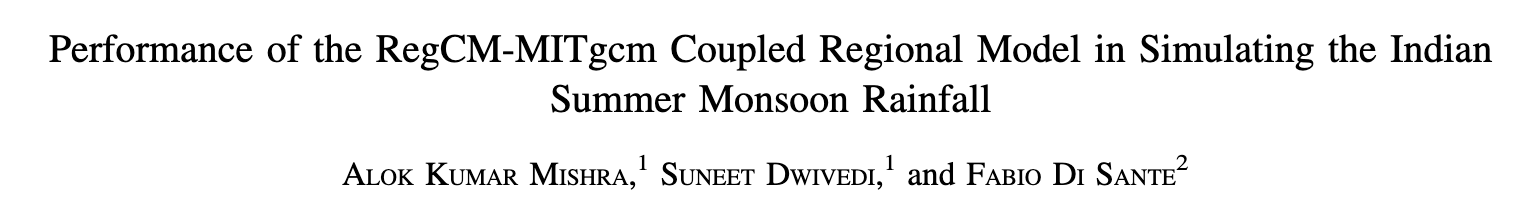 Performance of the RegCM-MITgcm Coupled Regional Model in Simulating the Indian
Summer Monsoon Rainfall
ALOK KUMAR MISHRA,¹ SUNEET DWIVEDI,¹ and FABIO DI SANTE²